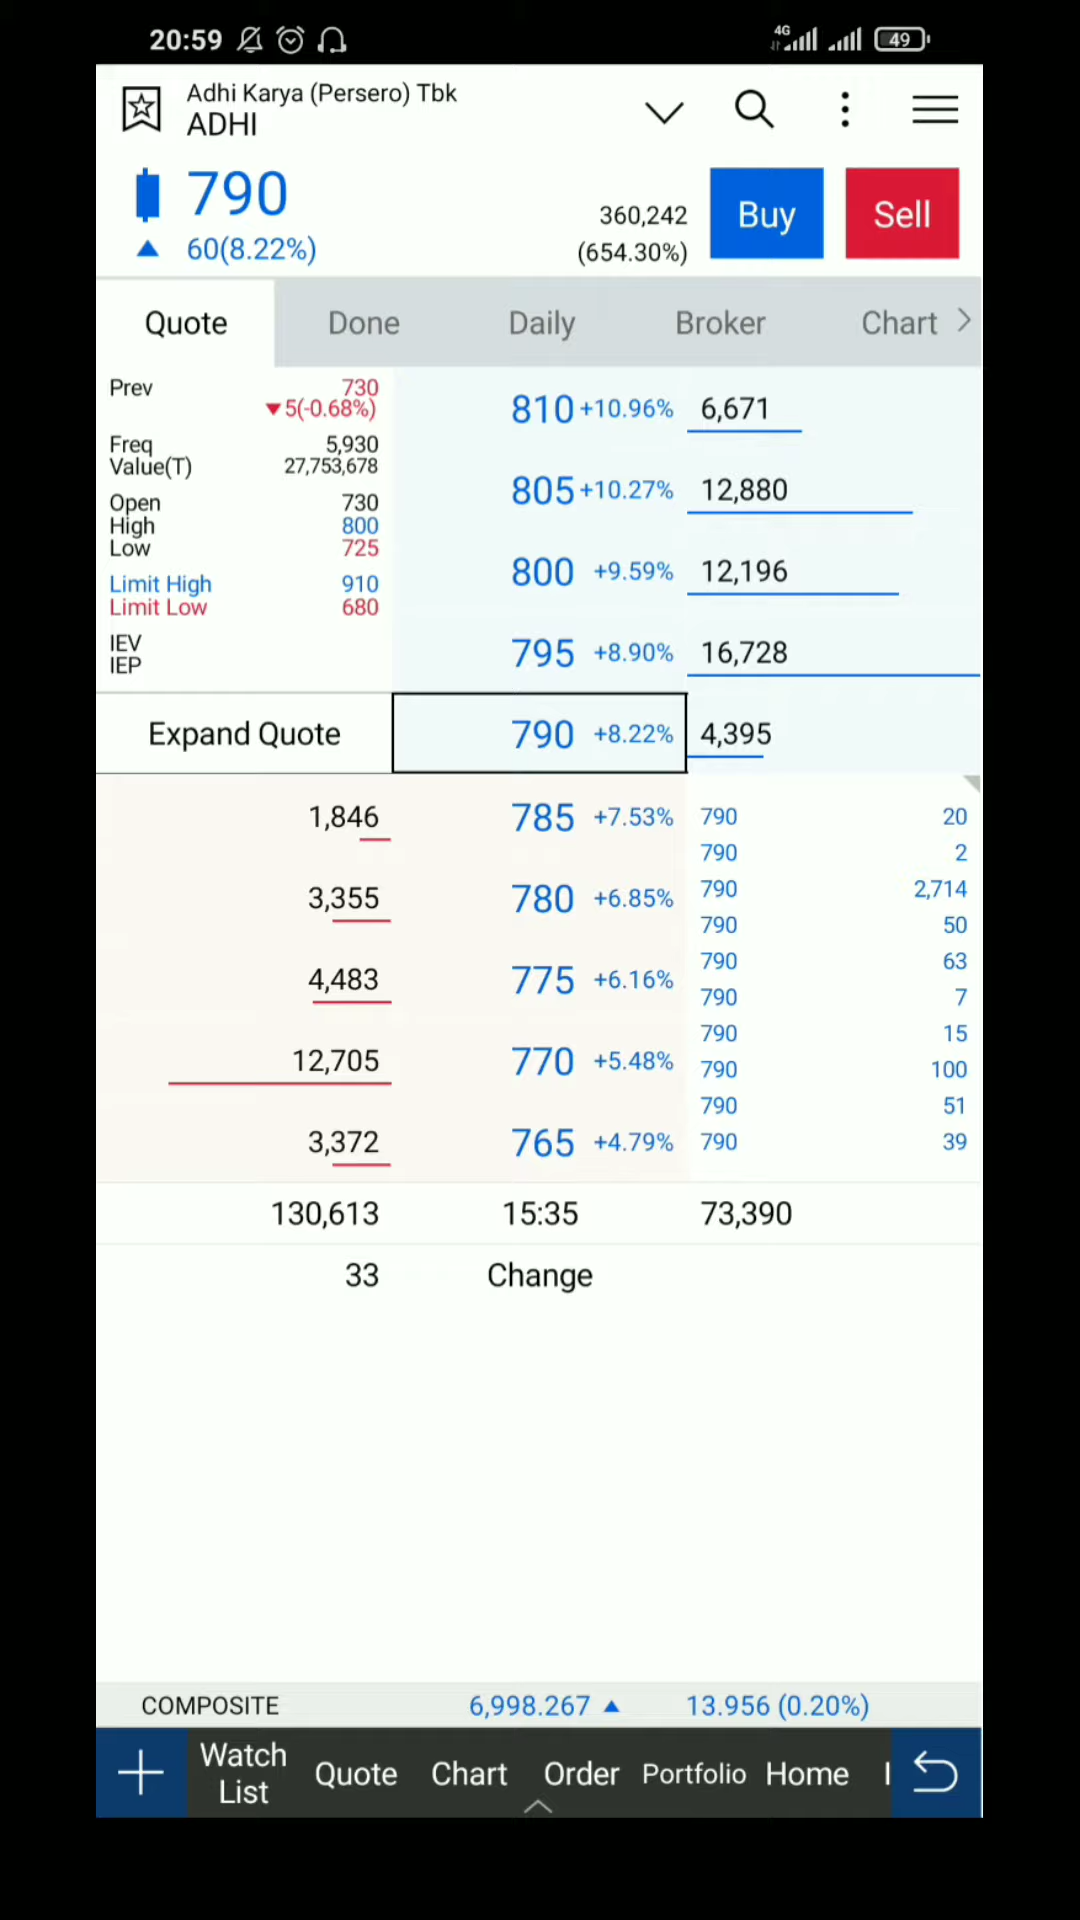 20:59 4G 49
Adhi Karya (Persero) Tbk
ADHI
790
60(8.22%)
360,242
(654.30%)
Buy
Sell
Quote Done Daily Broker Chart
Prev 730
▼5(-0.68%)
Freq 5,930
Value(T) 27,753,678
Open 730
High 800
Low 725
Limit High 910
Limit Low 680
IEV
IEP
810 +10.96% 6,671
805 +10.27% 12,880
800 +9.59% 12,196
795 +8.90% 16,728
Expand Quote 790 +8.22% 4,395
1,846 785 +7.53%
3,355 780 +6.85%
4,483 775 +6.16%
12,705 770 +5.48%
3,372 765 +4.79%
790 20
790 2
790 2,714
790 50
790 63
790 7
790 15
790 100
790 51
790 39
130,613 15:35 73,390
33 Change
COMPOSITE 6,998.267 ▲ 13.956 (0.20%)
Watch List Quote Chart Order Portfolio Home